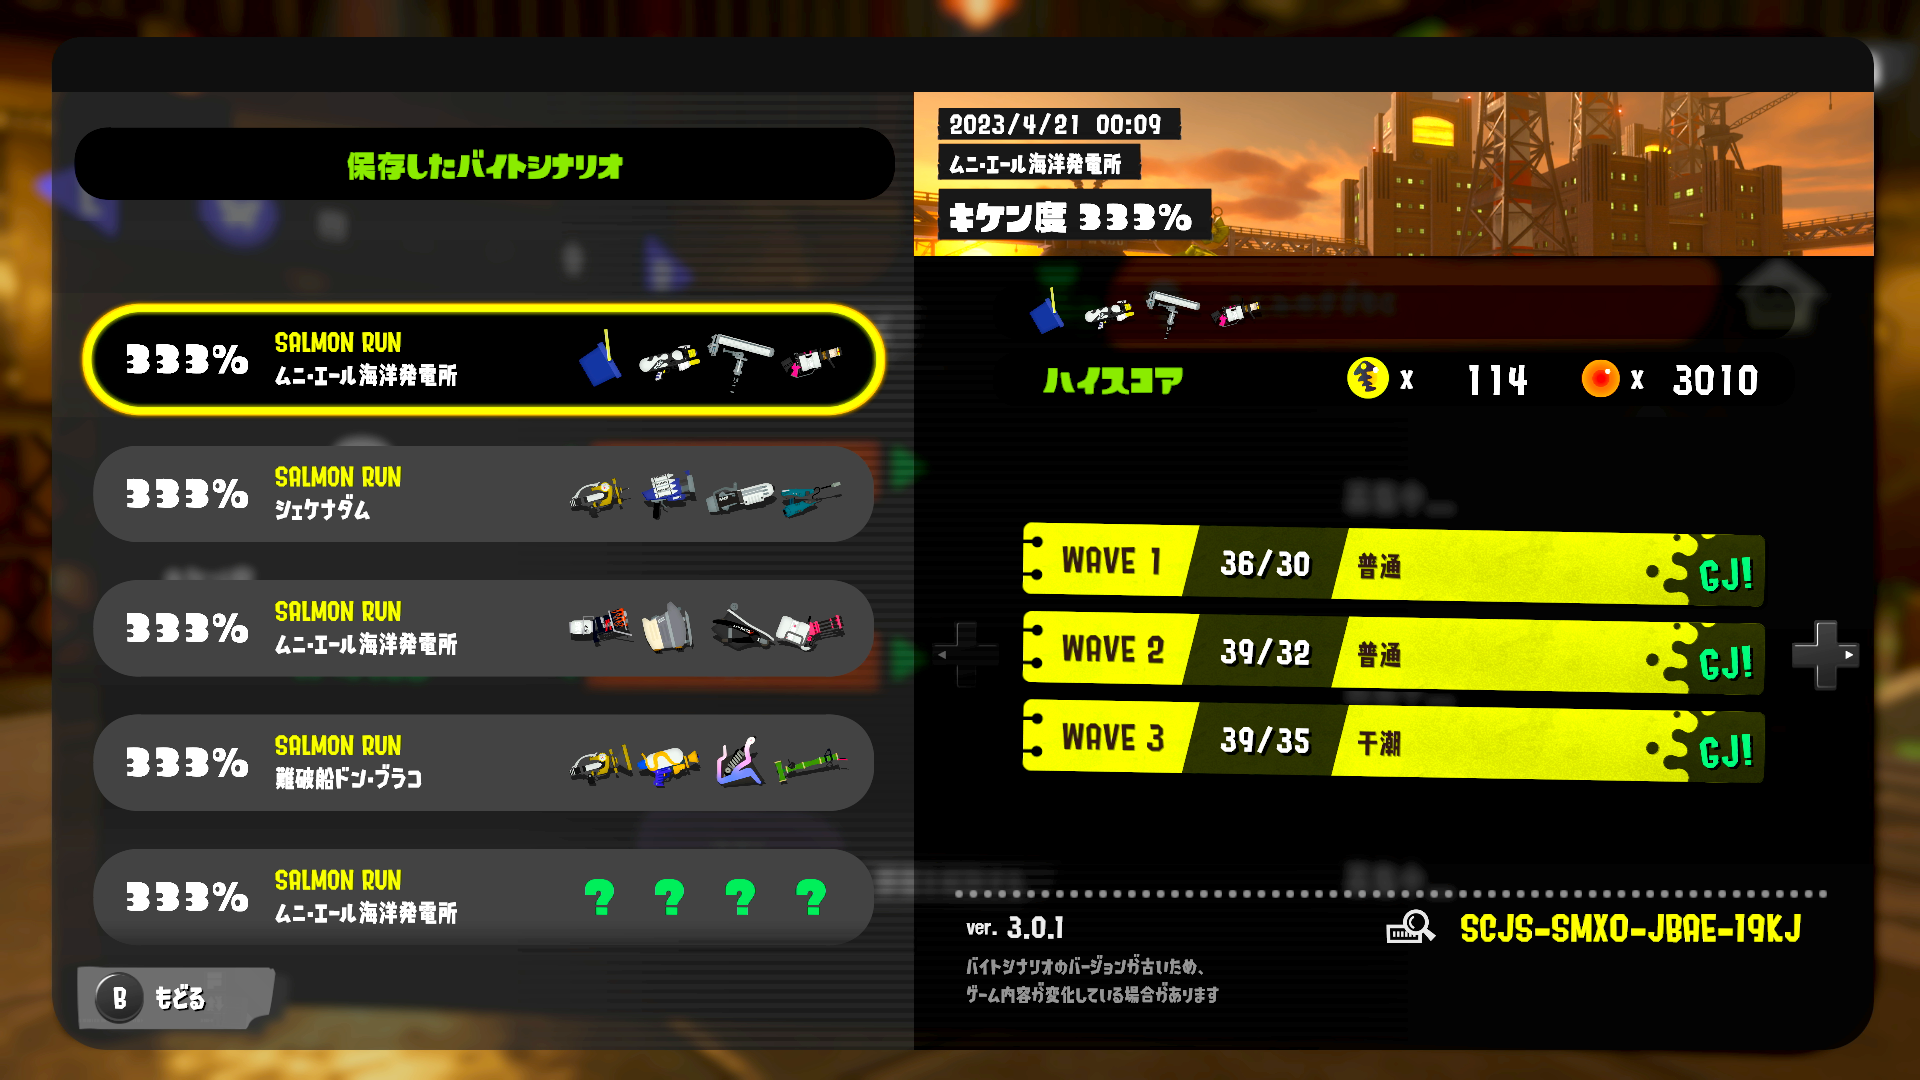 保存したバイトシナリオ
333% SALMON RUN
ムニ・エール海洋発電所
333% SALMON RUN
シェケナダム
333% SALMON RUN
ムニ・エール海洋発電所
333% SALMON RUN
難破船ドン・ブラコ
333% SALMON RUN
ムニ・エール海洋発電所
? ? ? ?
B もどる
2023/4/21 00:09
ムニ・エール海洋発電所
キケン度 333%
ハイスコア x 114 x 3010
WAVE 1 36/30 普通 GJ!
WAVE 2 39/32 普通 GJ!
WAVE 3 39/35 干潮 GJ!
ver. 3.0.1
SCJS-SMX0-JBAE-19KJ
バイトシナリオのバージョンが古いため、
ゲーム内容が変化している場合があります